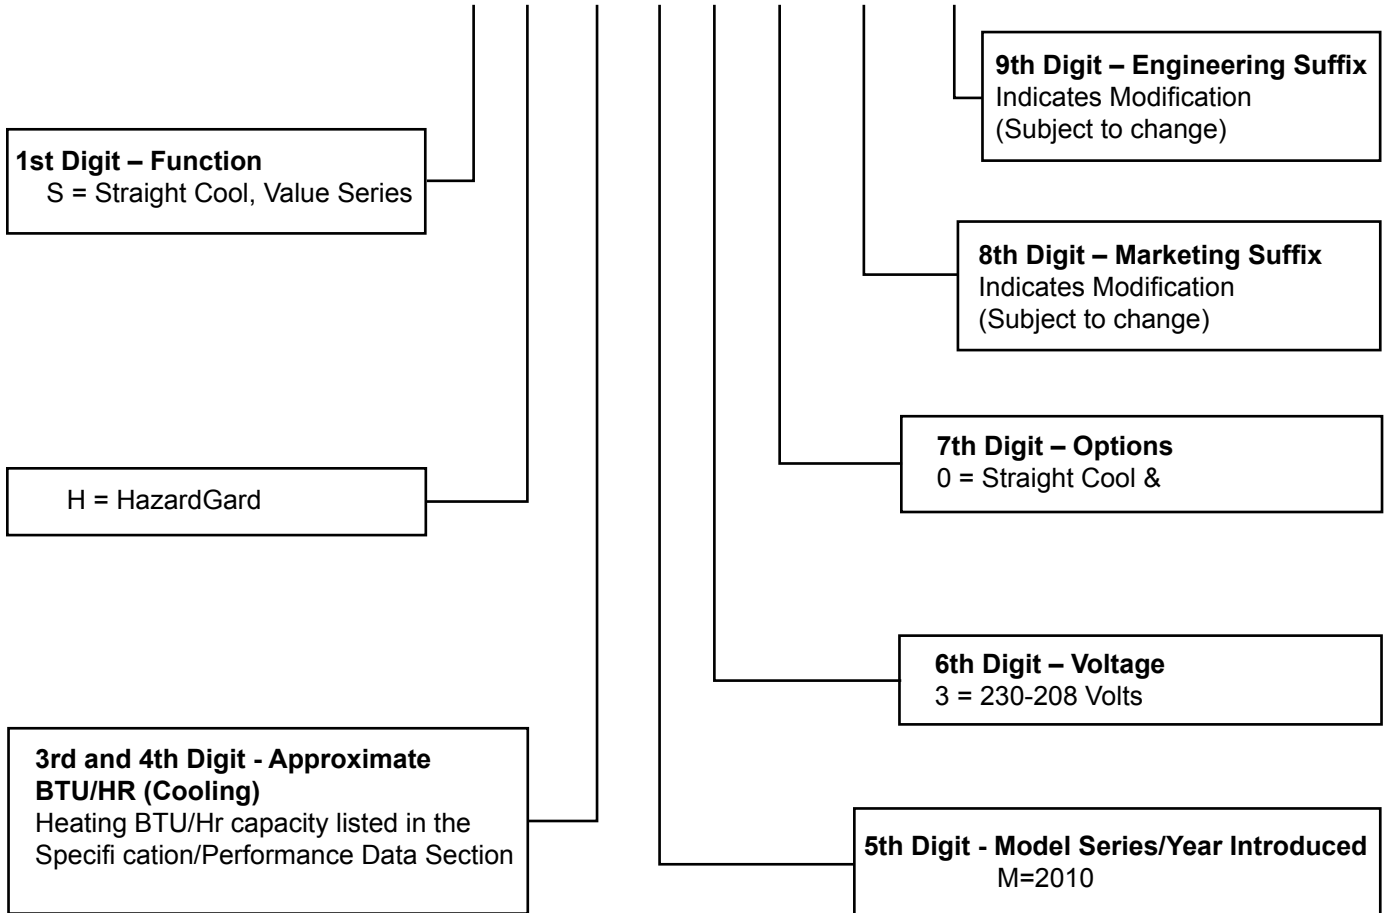 1st Digit – Function
S = Straight Cool, Value Series
H = HazardGard
3rd and 4th Digit - Approximate
BTU/HR (Cooling)
Heating BTU/Hr capacity listed in the
Specifi cation/Performance Data Section
9th Digit – Engineering Suffix
Indicates Modification
(Subject to change)
8th Digit – Marketing Suffix
Indicates Modification
(Subject to change)
7th Digit – Options
0 = Straight Cool &
6th Digit – Voltage
3 = 230-208 Volts
5th Digit - Model Series/Year Introduced
M=2010